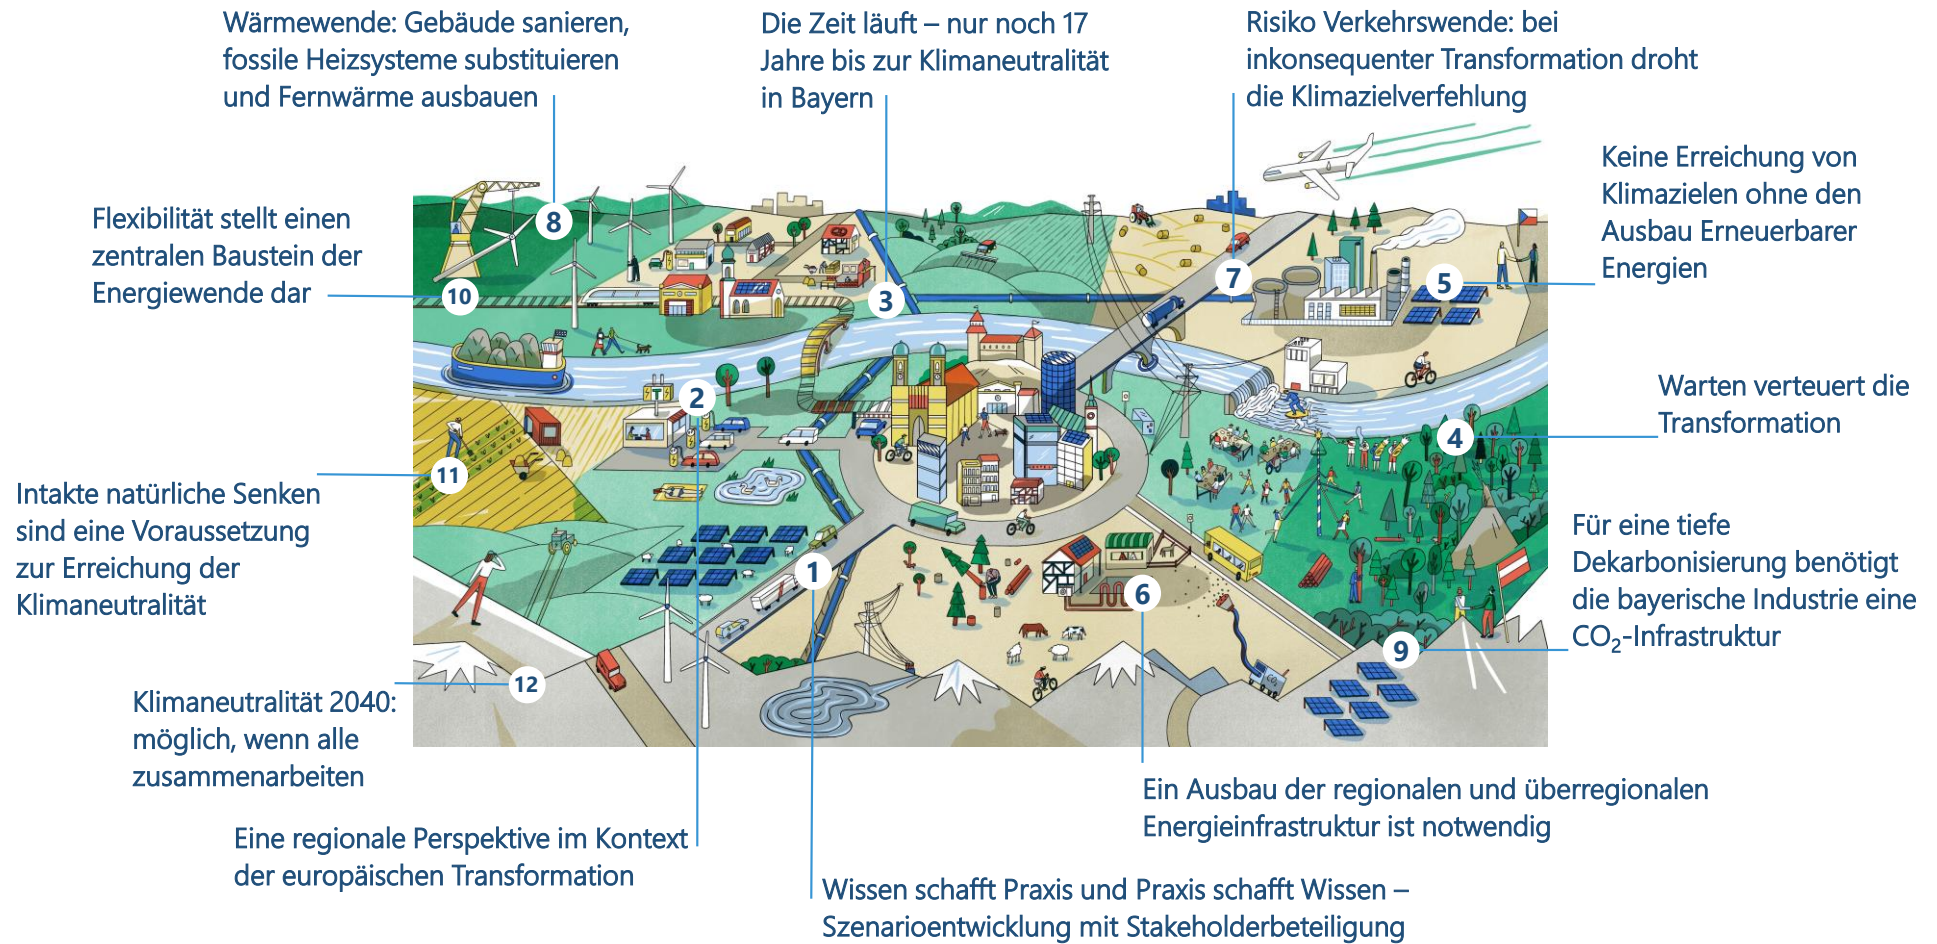 Wärmewende: Gebäude sanieren,
fossile Heizsysteme substituieren
und Fernwärme ausbauen
Die Zeit läuft – nur noch 17
Jahre bis zur Klimaneutralität
in Bayern
Risiko Verkehrswende: bei
inkonsequenter Transformation droht
die Klimazielverfehlung
Keine Erreichung von
Klimazielen ohne den
Ausbau Erneuerbarer
Energien
Flexibilität stellt einen
zentralen Baustein der
Energiewende dar
8
10
3
7
5
Warten verteuert die
Transformation
2
T
4
11
Intakte natürliche Senken
sind eine Voraussetzung
zur Erreichung der
Klimaneutralität
Für eine tiefe
Dekarbonisierung benötigt
die bayerische Industrie eine
CO₂-Infrastruktur
1
6
9
CO₂
12
Klimaneutralität 2040:
möglich, wenn alle
zusammenarbeiten
Ein Ausbau der regionalen und überregionalen
Energieinfrastruktur ist notwendig
Eine regionale Perspektive im Kontext
der europäischen Transformation
Wissen schafft Praxis und Praxis schafft Wissen –
Szenarioentwicklung mit Stakeholderbeteiligung